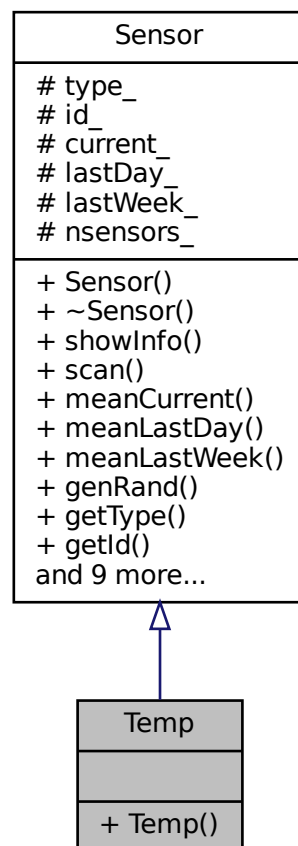 Sensor
# type_
# id_
# current_
# lastDay_
# lastWeek_
# nsensors_
+ Sensor()
+ ~Sensor()
+ showInfo()
+ scan()
+ meanCurrent()
+ meanLastDay()
+ meanLastWeek()
+ genRand()
+ getType()
+ getId()
and 9 more...
Temp
+ Temp()